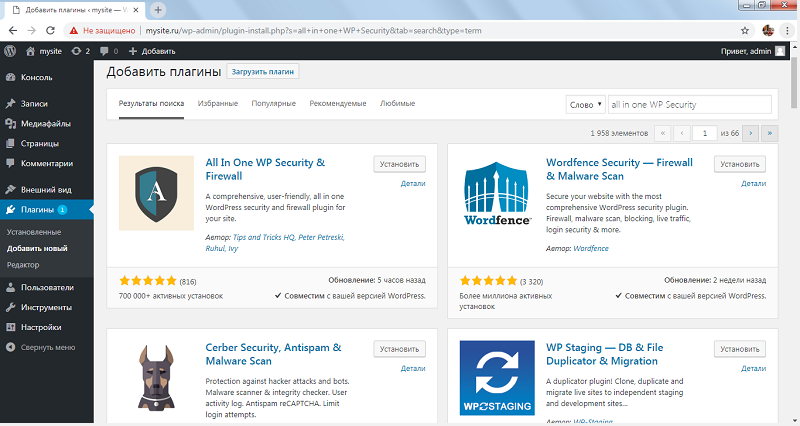 Добавить плагины ‹ mysite — W
Не защищено mysite.ru/wp-admin/plugin-install.php?s=all+in+one+WP+Security&tab=search&type=term
mysite 2 0 + Добавить Привет, admin
Консоль
Записи
Медиафайлы
Страницы
Комментарии
Внешний вид
Плагины 1
Установленные
Добавить новый
Редактор
Пользователи
Инструменты
Настройки
Свернуть меню
Добавить плагины Загрузить плагин
Результаты поиска Избранные Популярные Рекомендуемые Любимые Слово all in one WP Security
1 958 элементов « ‹ 1 из 66 › »
A
All In One WP Security &
Firewall
Установить
Детали
A comprehensive, user-friendly, all in one
WordPress security and firewall plugin for
your site.
Автор: Tips and Tricks HQ, Peter Petreski,
Ruhul, Ivy
(816)
700 000+ активных установок
Обновление: 5 часов назад
Совместим с вашей версией WordPress.
Wordfence
Wordfence Security — Firewall
& Malware Scan
Установить
Детали
Secure your website with the most
comprehensive WordPress security plugin.
Firewall, malware scan, blocking, live traffic,
login security & more.
Автор: Wordfence
(3 320)
Более миллиона активных
установок
Обновление: 2 недели назад
Совместим с вашей версией WordPress.
Cerber Security, Antispam &
Malware Scan
Установить
Детали
Protection against hacker attacks and bots.
Malware scanner & integrity checker. User
activity log. Antispam reCAPTCHA. Limit
login attempts.
WP STAGING
WP Staging — DB & File
Duplicator & Migration
Установить
Детали
A duplicator plugin! Clone, duplicate and
migrate live sites to independent staging
and development sites...
Автор: WP-Staging